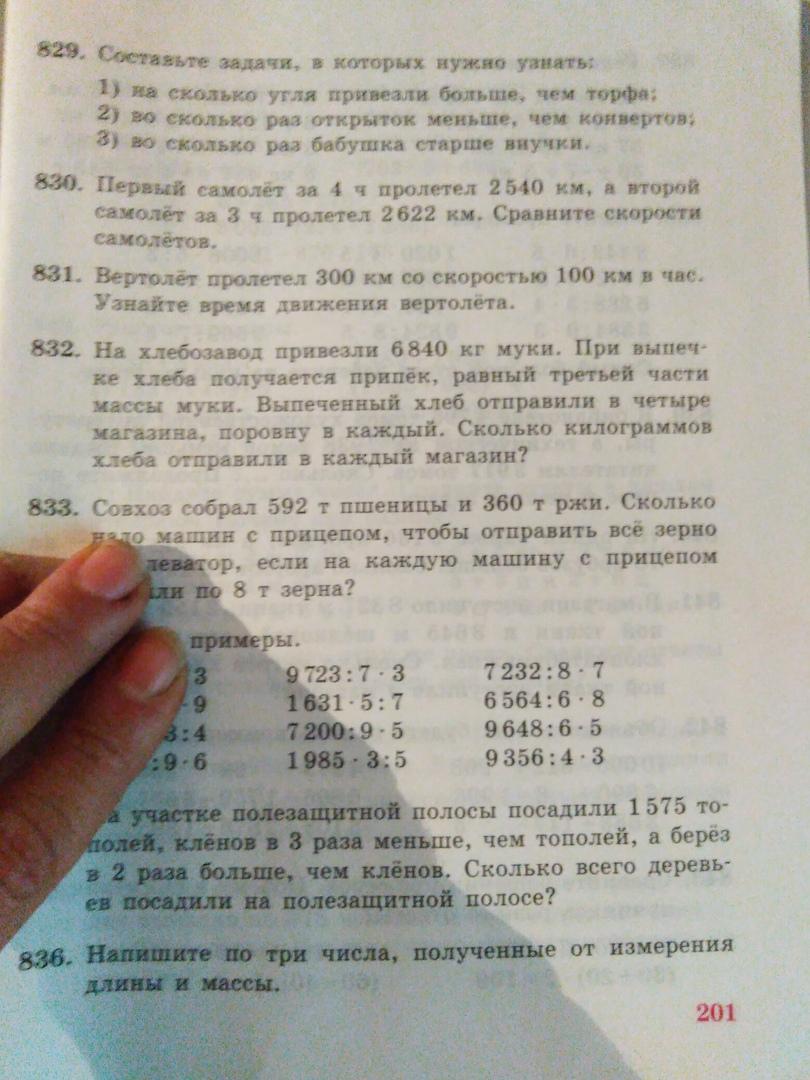 829. Составьте задачи, в которых нужно узнать:
1) на сколько угля привезли больше, чем торфа;
2) во сколько раз открыток меньше, чем конвертов;
3) во сколько раз бабушка старше внучки.
830. Первый самолёт за 4 ч пролетел 2 540 км, а второй
самолёт за 3 ч пролетел 2 622 км. Сравните скорости
самолётов.
831. Вертолёт пролетел 300 км со скоростью 100 км в час.
Узнайте время движения вертолёта.
832. На хлебозавод привезли 6 840 кг муки. При выпеч-
ке хлеба получается припёк, равный третьей части
массы муки. Выпеченный хлеб отправили в четыре
магазина, поровну в каждый. Сколько килограммов
хлеба отправили в каждый магазин?
833. Совхоз собрал 592 т пшеницы и 360 т ржи. Сколько
надо машин с прицепом, чтобы отправить всё зерно
леватор, если на каждую машину с прицепом
или по 8 т зерна?
примеры.
3 9 723 : 7 · 3 7 232 : 8 · 7
· 9 1 631 · 5 : 7 6 564 : 6 · 8
3 : 4 7 200 : 9 · 5 9 648 : 6 · 5
: 9 · 6 1 985 · 3 : 5 9 356 : 4 · 3
а участке полезащитной полосы посадили 1 575 то-
полей, клёнов в 3 раза меньше, чем тополей, а берёз
в 2 раза больше, чем клёнов. Сколько всего деревь-
ев посадили на полезащитной полосе?
836. Напишите по три числа, полученные от измерения
длины и массы.
201